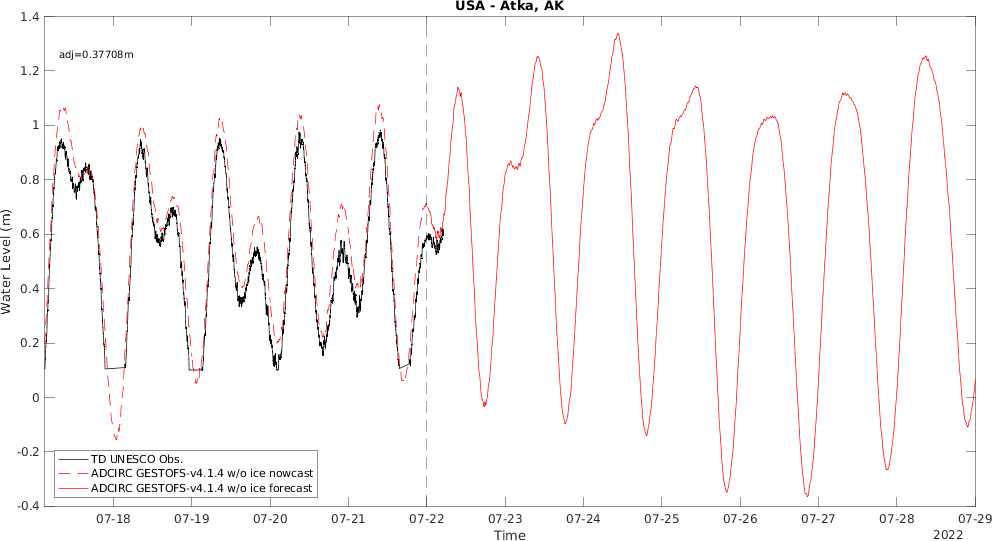 USA - Atka, AK
adj=0.37708m
1.4
1.2
1
0.8
0.6
0.4
0.2
0
-0.2
-0.4
Water Level (m)
TD UNESCO Obs.
ADCIRC GESTOFS-v4.1.4 w/o ice nowcast
ADCIRC GESTOFS-v4.1.4 w/o ice forecast
07-18 07-19 07-20 07-21 07-22 07-23 07-24 07-25 07-26 07-27 07-28 07-29
Time
2022